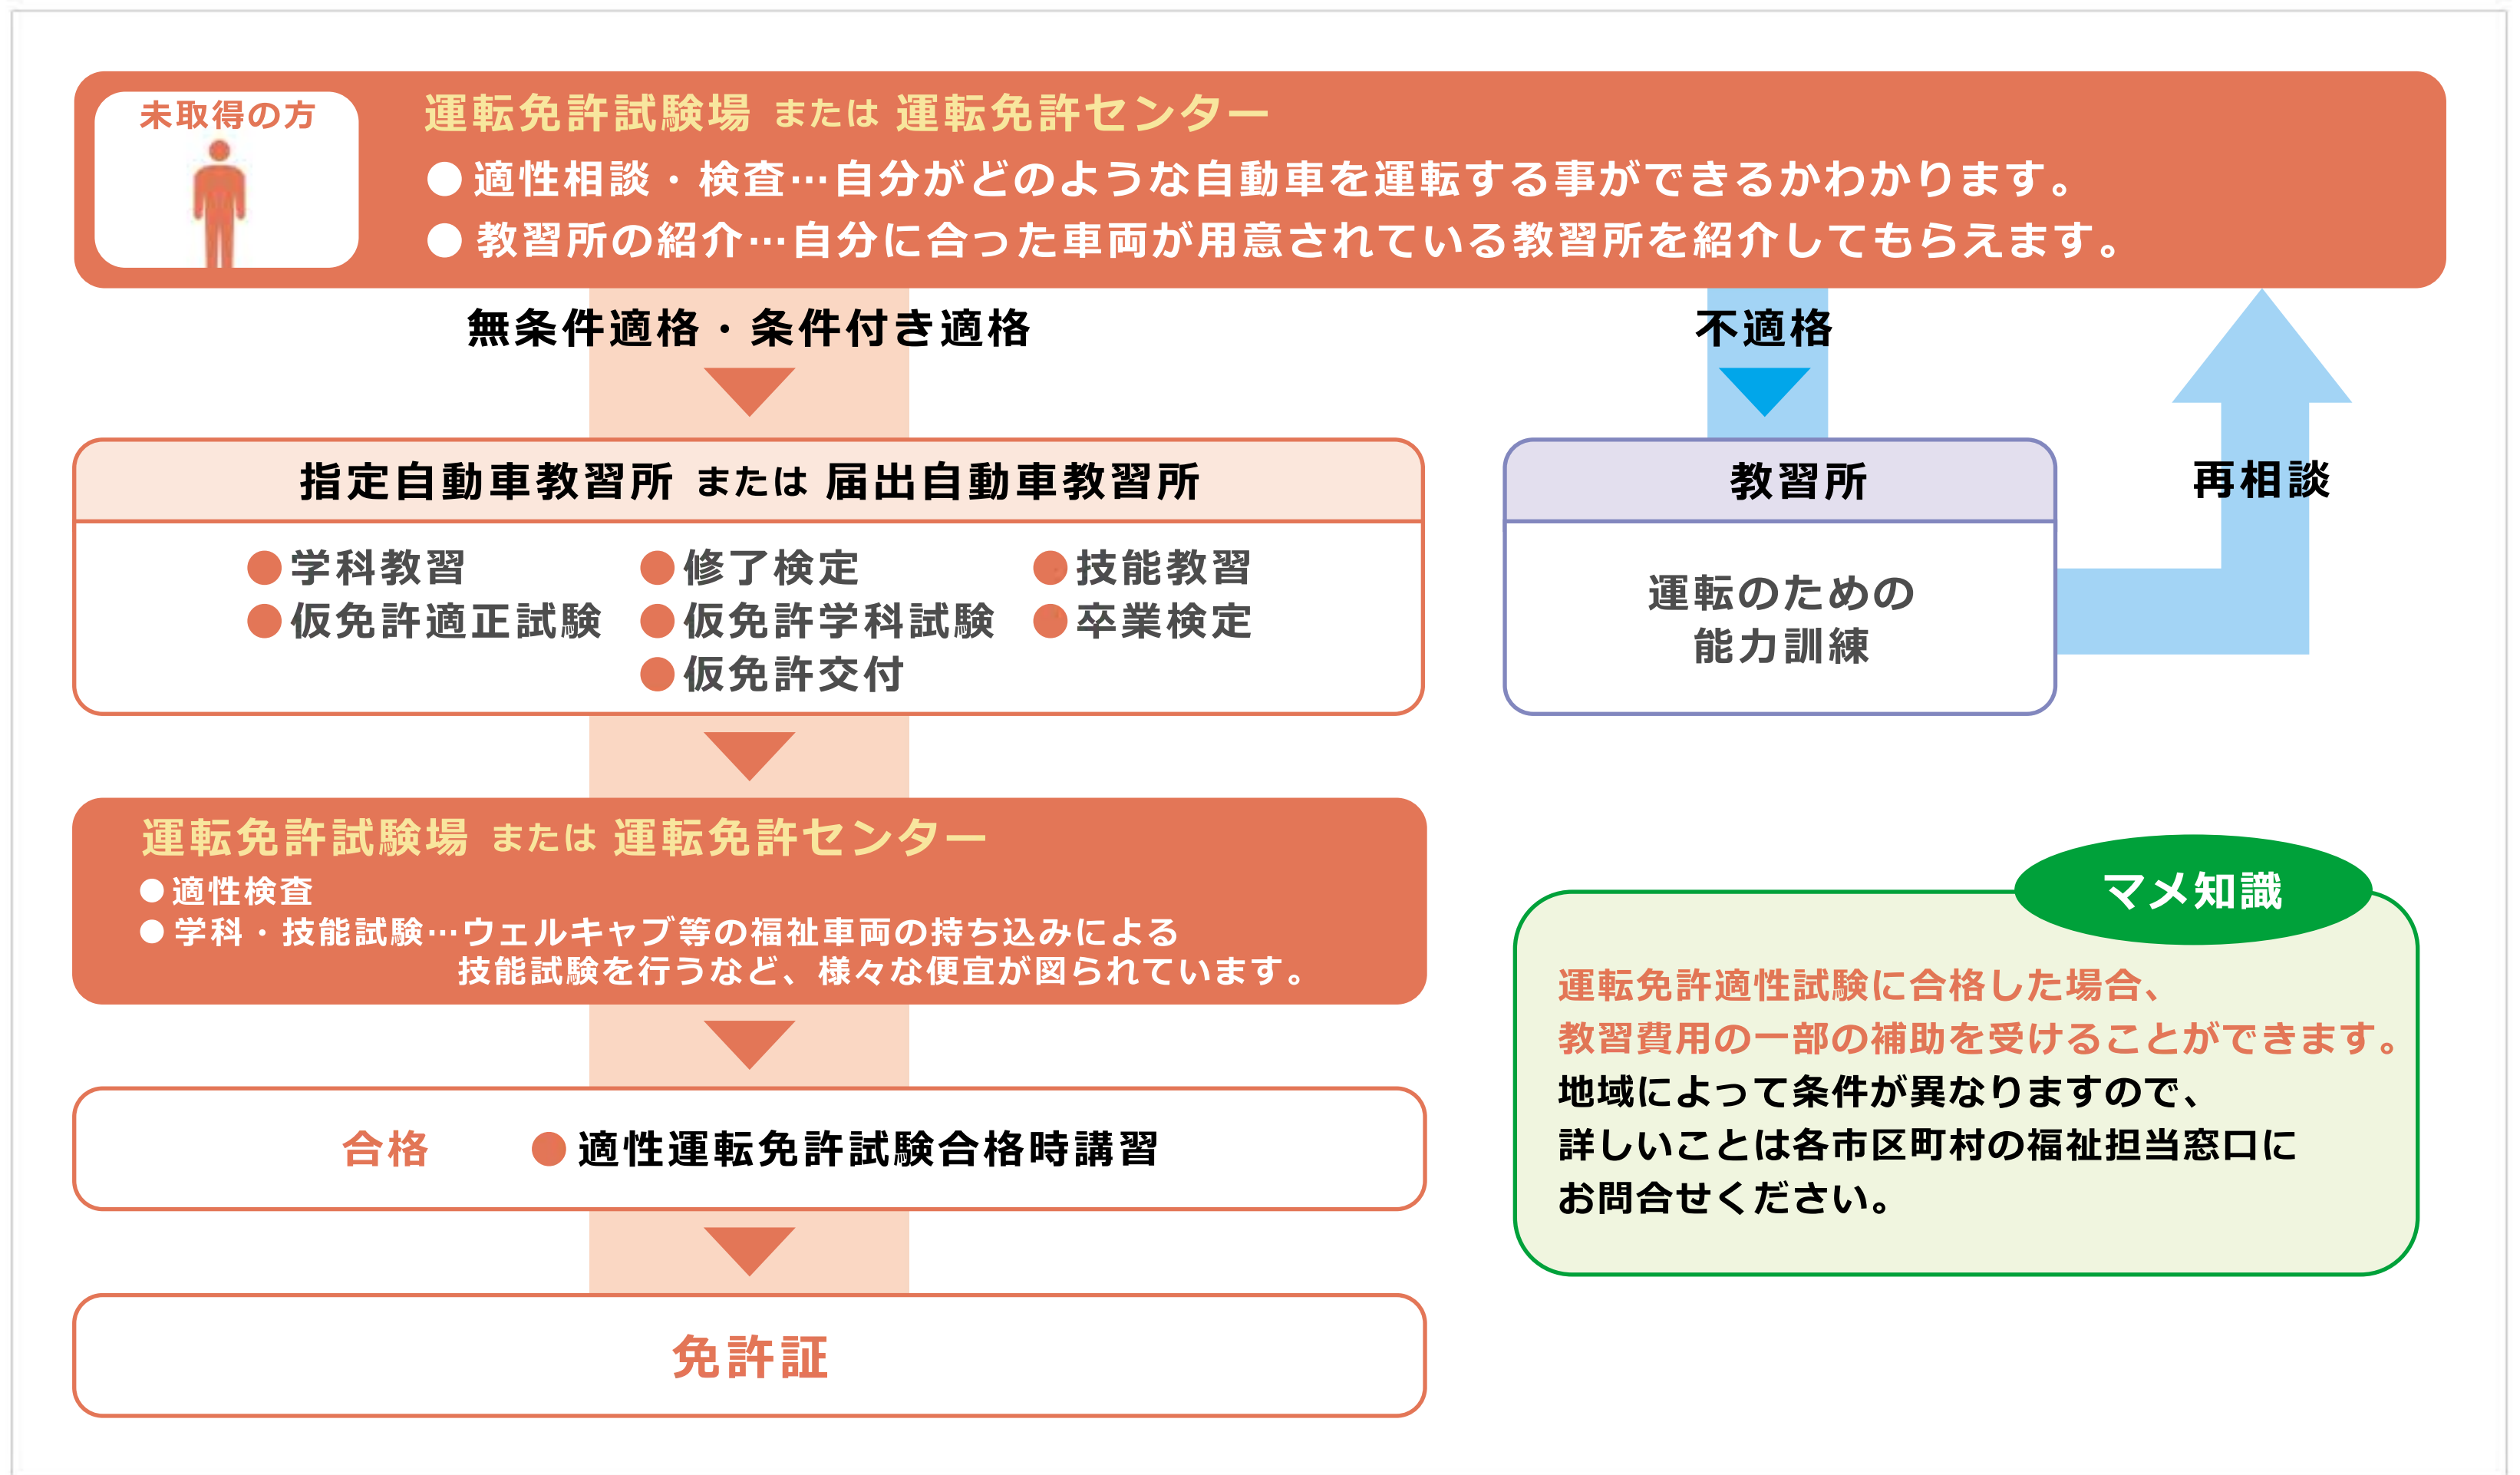 未取得の方
運転免許試験場 または 運転免許センター
●適性相談・検査…自分がどのような自動車を運転する事ができるかわかります。
●教習所の紹介…自分に合った車両が用意されている教習所を紹介してもらえます。
無条件適格・条件付き適格
不適格
指定自動車教習所 または 届出自動車教習所
●学科教習 ●修了検定 ●技能教習
●仮免許適正試験 ●仮免許学科試験 ●卒業検定
●仮免許交付
教習所
運転のための
能力訓練
再相談
運転免許試験場 または 運転免許センター
●適性検査
●学科・技能試験…ウェルキャブ等の福祉車両の持ち込みによる
技能試験を行うなど、様々な便宜が図られています。
合格 ●適性運転免許試験合格時講習
免許証
マメ知識
運転免許適性試験に合格した場合、
教習費用の一部の補助を受けることができます。
地域によって条件が異なりますので、
詳しいことは各市区町村の福祉担当窓口に
お問合せください。